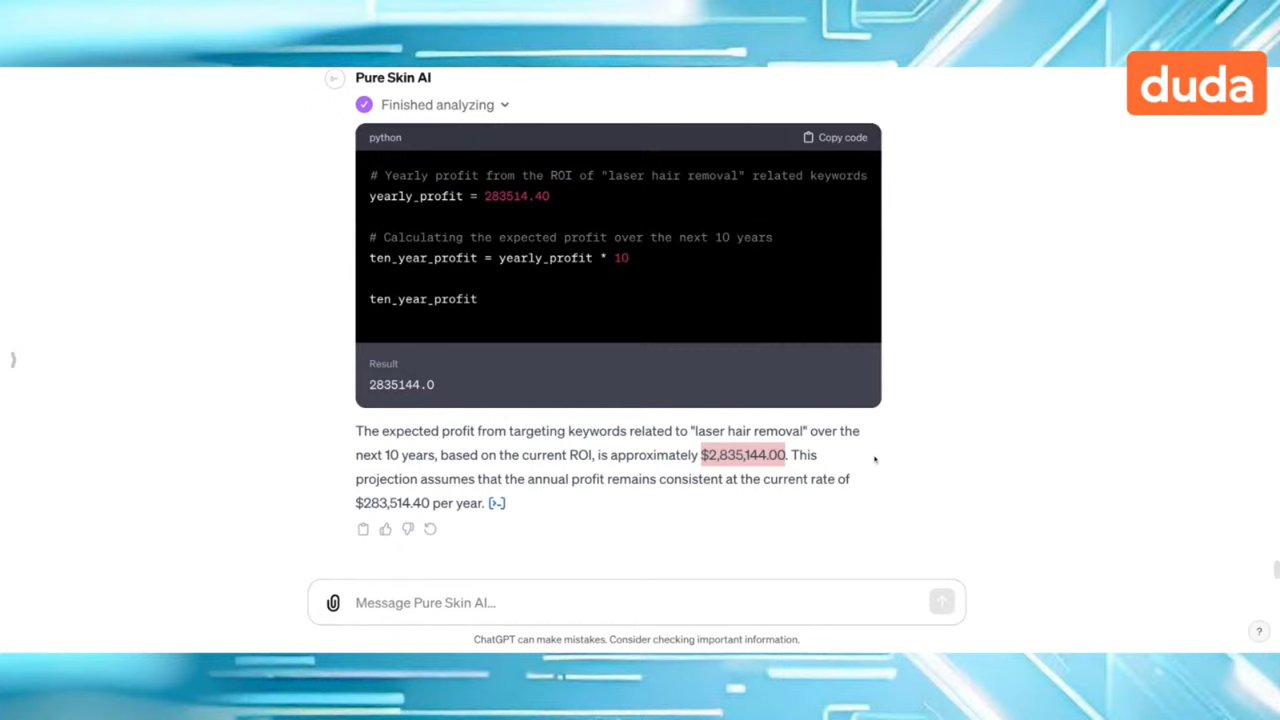 duda
Pure Skin AI
Finished analyzing
python
Copy code
# Yearly profit from the ROI of "laser hair removal" related keywords
yearly_profit = 283514.40
# Calculating the expected profit over the next 10 years
ten_year_profit = yearly_profit * 10
ten_year_profit
Result
2835144.0
The expected profit from targeting keywords related to "laser hair removal" over the
next 10 years, based on the current ROI, is approximately $2,835,144.00. This
projection assumes that the annual profit remains consistent at the current rate of
$283,514.40 per year. [>-]
Message Pure Skin AI...
ChatGPT can make mistakes. Consider checking important information.
?